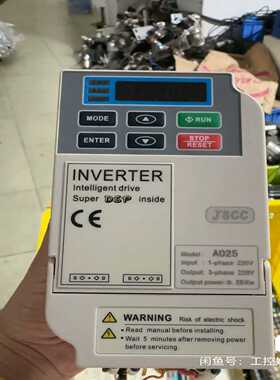 MODE
RUN
ENTER
STOP
RESET
INVERTER
Intelligent drive
Super DSP inside
CE
JSCC
Model: A025
Input: 1-phase 220V
Output: 3-phase 220V
Output power:
WARNING
Risk of electric shock
Read manual before installing.
Wait 5 minutes after removing power
before servicing.
闲鱼号：工控